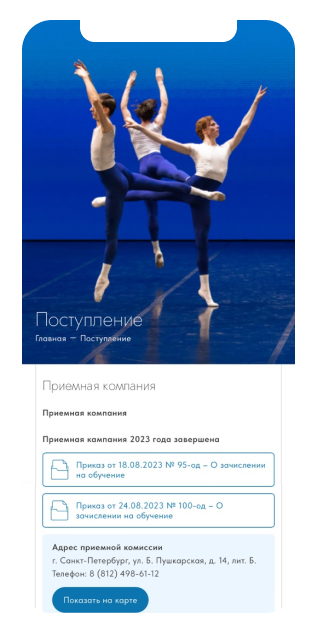 Поступление
Главная – Поступление
Приемная компания
Приемная компания
Приемная кампания 2023 года завершена
Приказ от 18.08.2023 № 95-од – О зачислении
на обучение
Приказ от 24.08.2023 № 100-од – О
зачислении на обучение
Адрес приемной комиссии
г. Санкт-Петербург, ул. Б. Пушкарская, д. 14, лит. Б.
Телефон: 8 (812) 498-61-12
Показать на карте